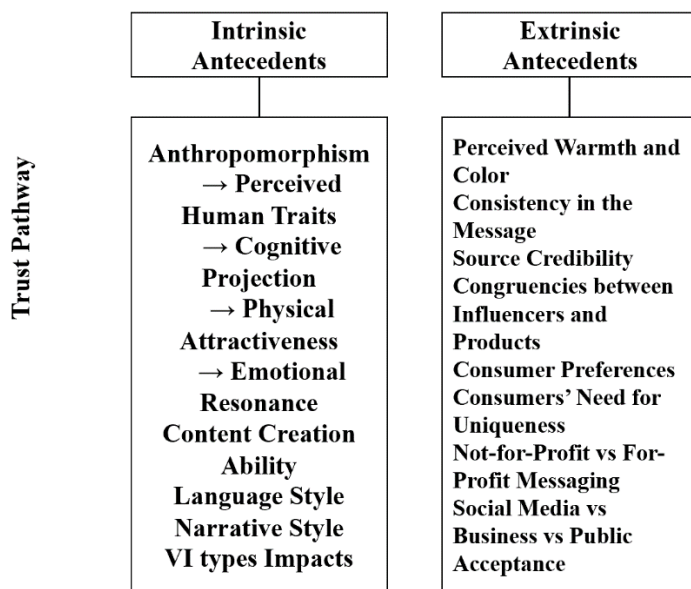 Intrinsic
Antecedents
Extrinsic
Antecedents
Trust Pathway
Anthropomorphism
→ Perceived
Human Traits
→ Cognitive
Projection
→ Physical
Attractiveness
→ Emotional
Resonance
Content Creation
Ability
Language Style
Narrative Style
VI types Impacts
Perceived Warmth and
Color
Consistency in the
Message
Source Credibility
Congruencies between
Influencers and
Products
Consumer Preferences
Consumers’ Need for
Uniqueness
Not-for-Profit vs For-
Profit Messaging
Social Media vs
Business vs Public
Acceptance